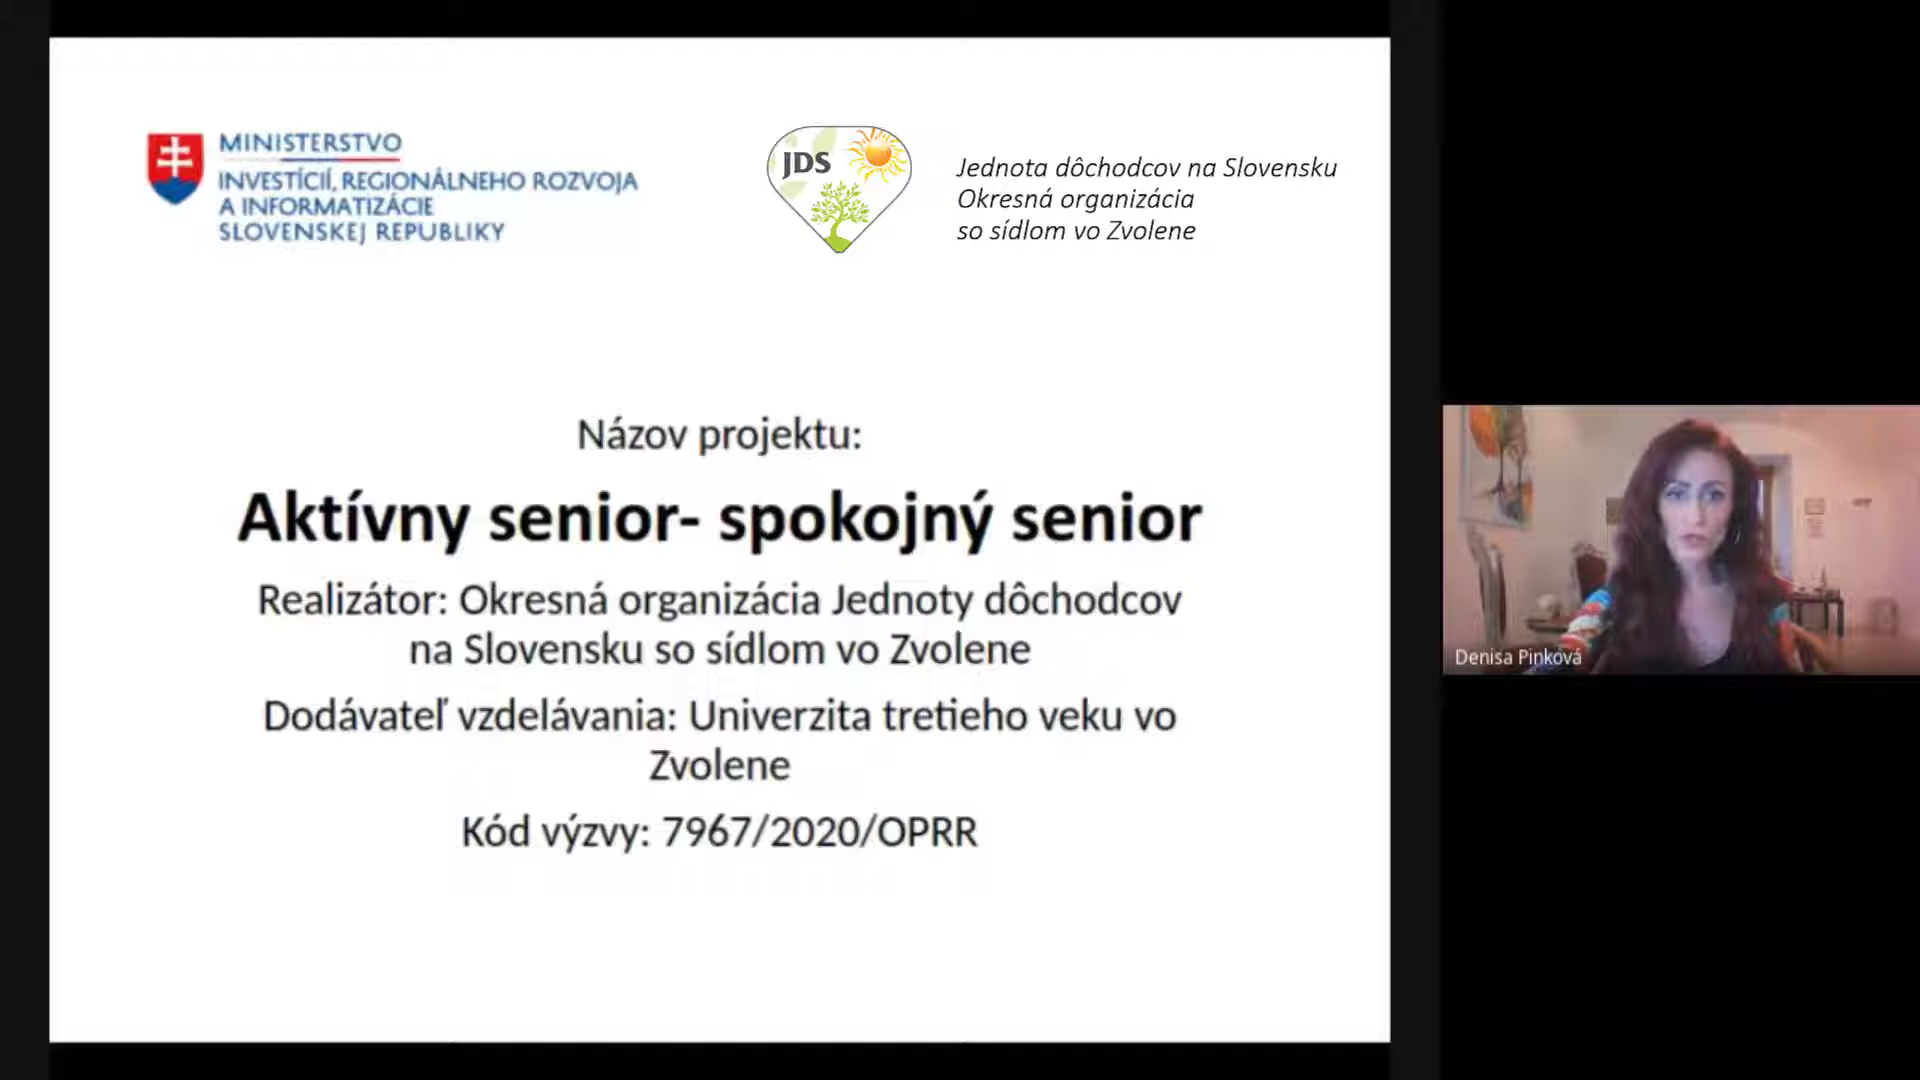 MINISTERSTVO
INVESTÍCIÍ, REGIONÁLNEHO ROZVOJA
A INFORMATIZÁCIE
SLOVENSKEJ REPUBLIKY
JDS
Jednota dôchodcov na Slovensku
Okresná organizácia
so sídlom vo Zvolene
Názov projektu:
Aktívny senior- spokojný senior
Realizátor: Okresná organizácia Jednoty dôchodcov
na Slovensku so sídlom vo Zvolene
Dodávateľ vzdelávania: Univerzita tretieho veku vo
Zvolene
Kód výzvy: 7967/2020/OPRR
Denisa Pinková